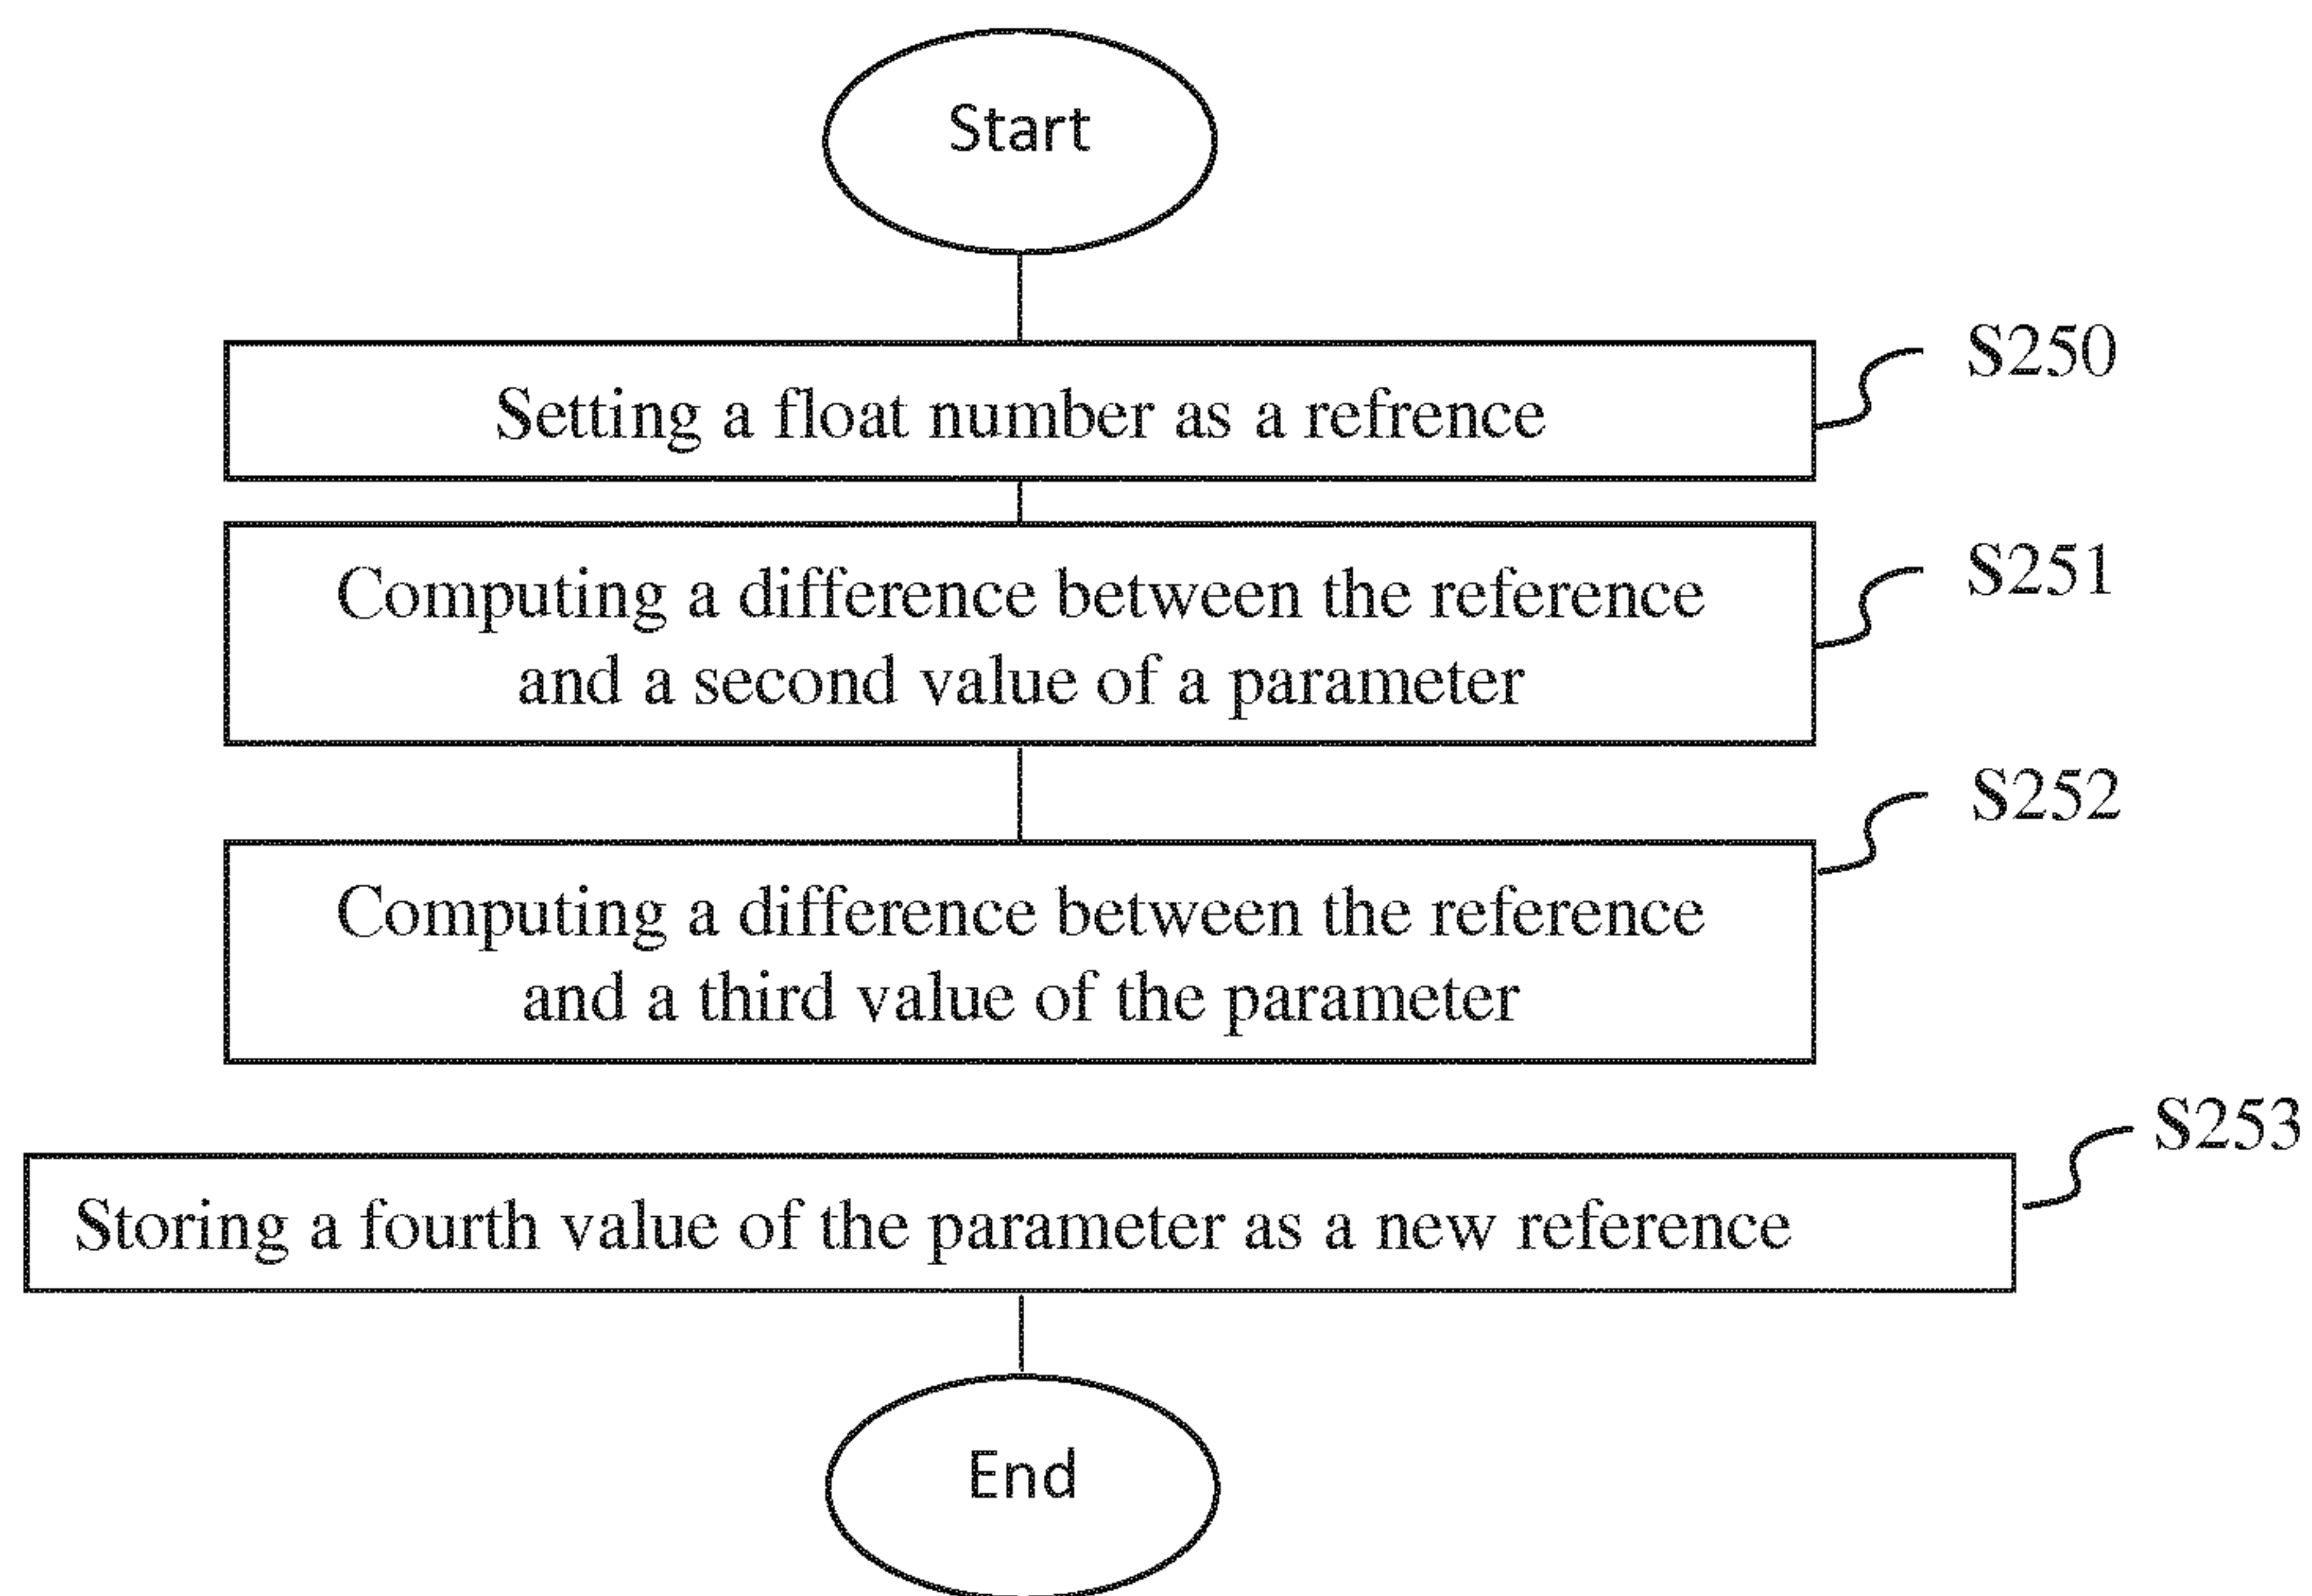 Start
Setting a float number as a refrence
S250
Computing a difference between the reference
and a second value of a parameter
S251
Computing a difference between the reference
and a third value of the parameter
S252
Storing a fourth value of the parameter as a new reference
S253
End